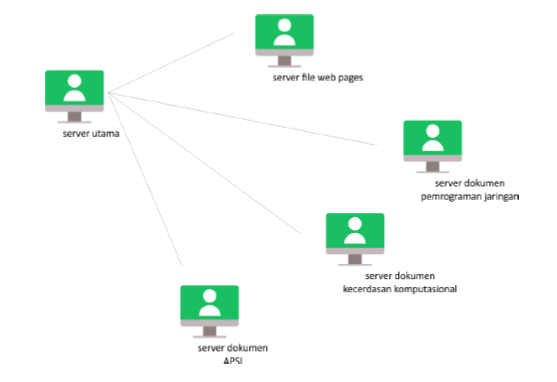 server file web pages
server utama
server dokumen
pemrograman jaringan
server dokumen
kecerdasan komputasional
server dokumen
APSI